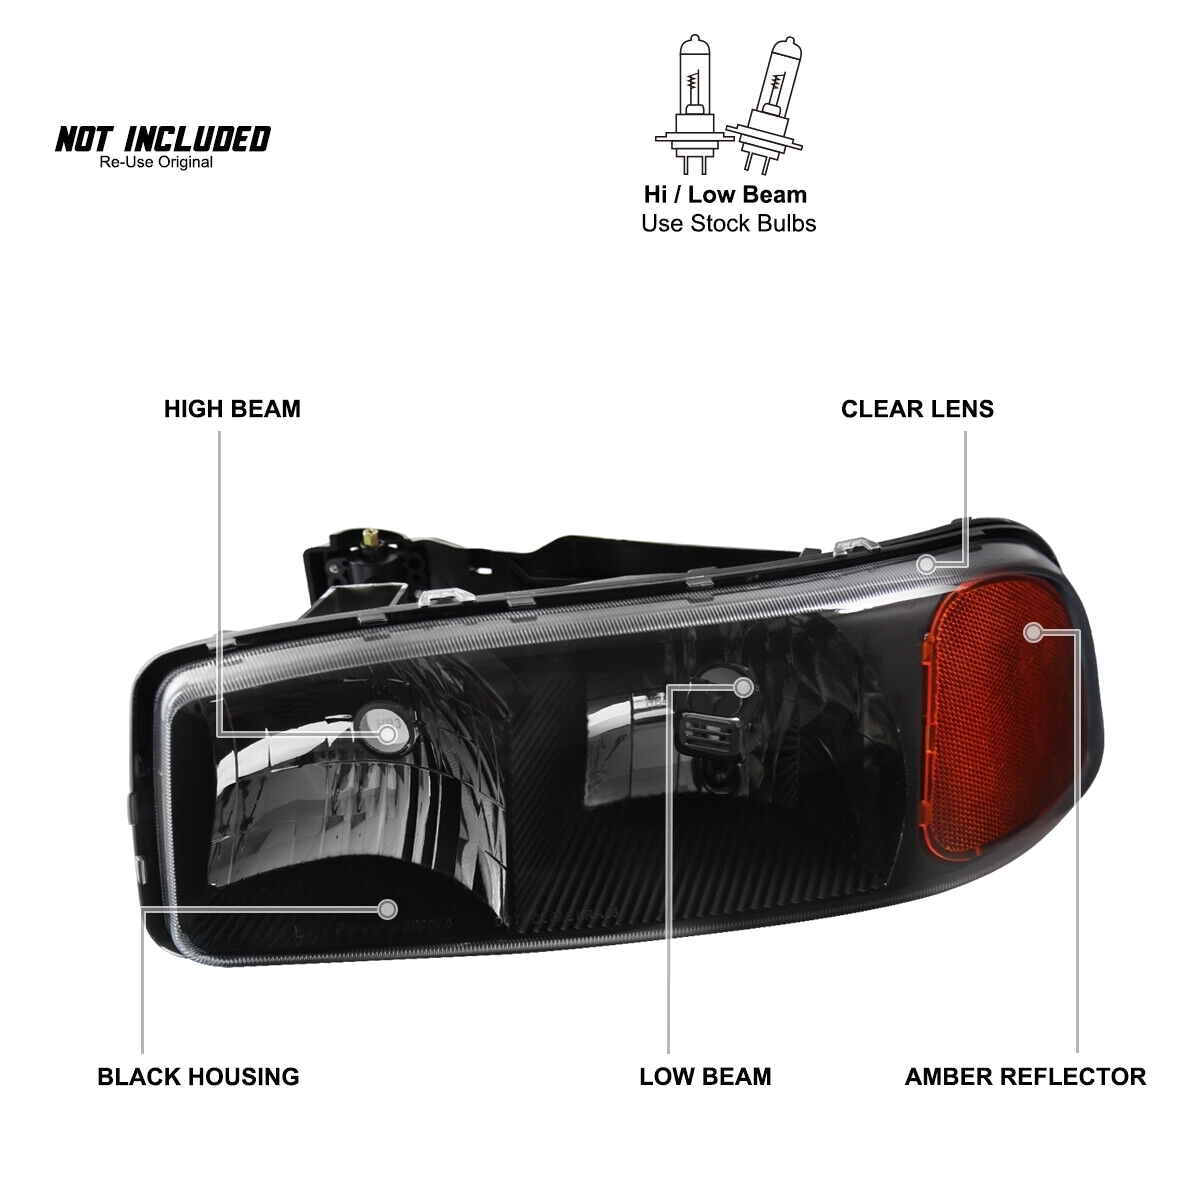 NOT INCLUDED
Re-Use Original
Hi / Low Beam
Use Stock Bulbs
HIGH BEAM
CLEAR LENS
HB3
L
BLACK HOUSING
LOW BEAM
AMBER REFLECTOR